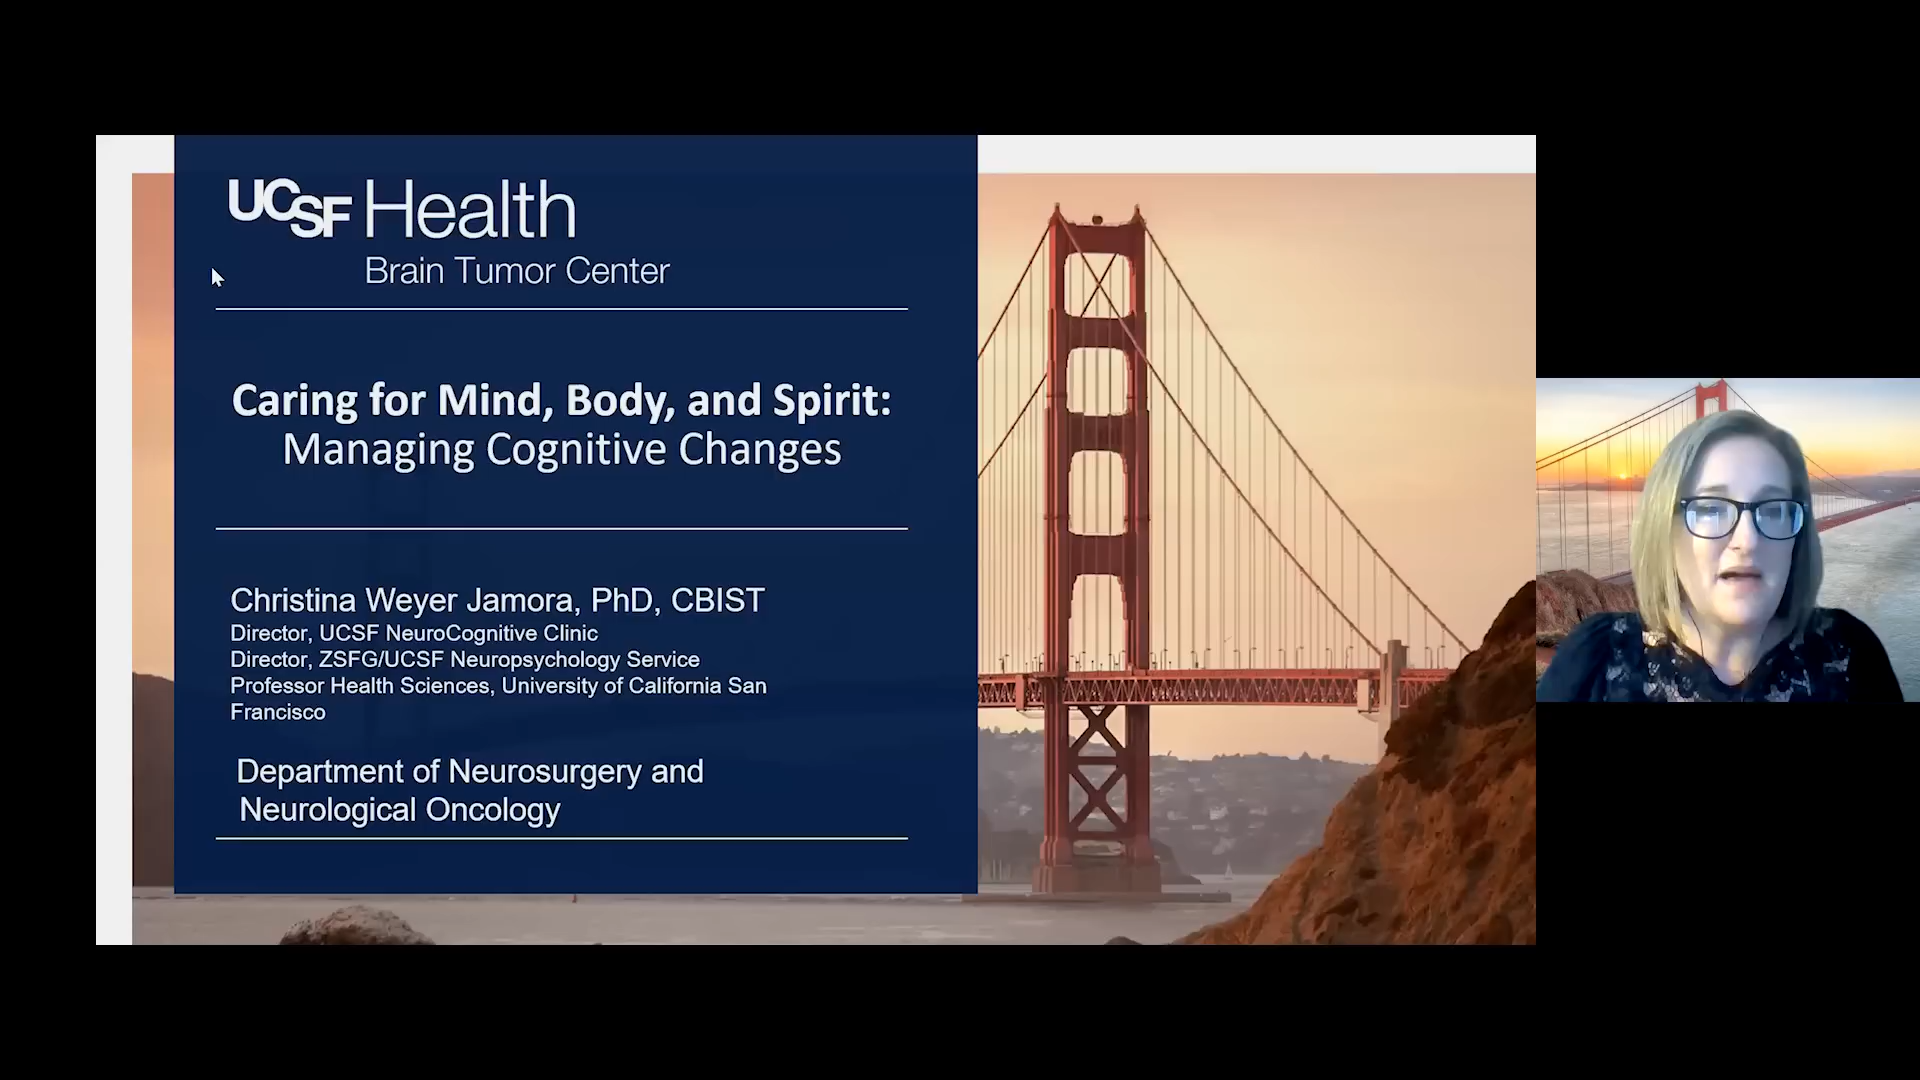 UCSF Health
Brain Tumor Center
Caring for Mind, Body, and Spirit:
Managing Cognitive Changes
Christina Weyer Jamora, PhD, CBIST
Director, UCSF NeuroCognitive Clinic
Director, ZSFG/UCSF Neuropsychology Service
Professor Health Sciences, University of California San
Francisco
Department of Neurosurgery and
Neurological Oncology